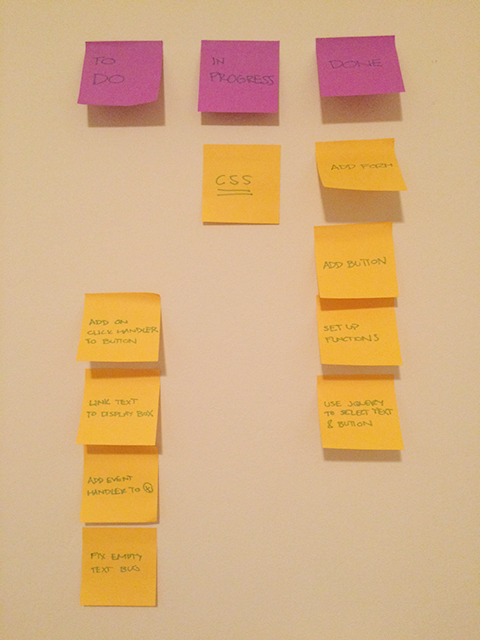 TO
DO
IN
PROGRESS
DONE
CSS
ADD FORM
ADD BUTTON
SET UP
FUNCTIONS
USE JQUERY
TO SELECT TEXT
& BUTTON
ADD ON
CLICK HANDLER
TO BUTTON
LINK TEXT
TO DISPLAY BOX
ADD EVENT
HANDLER TO ⓧ
FIX EMPTY
TEXT BUG